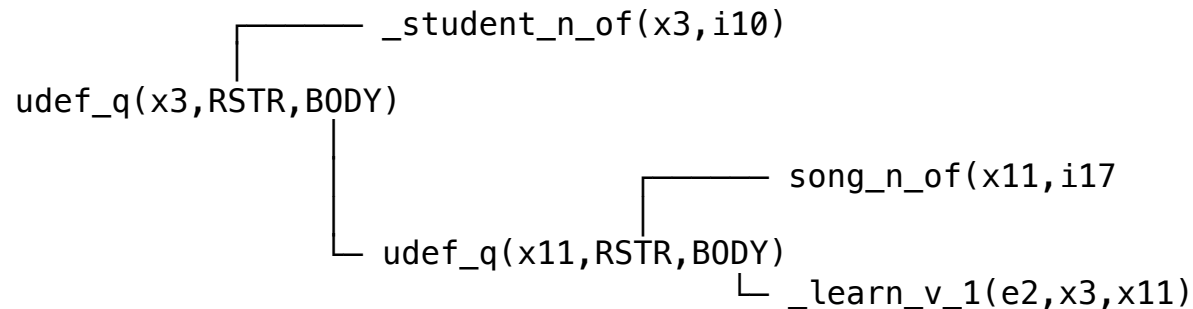 _student_n_of(x3,i10)
udef_q(x3,RSTR,BODY)
song_n_of(x11,i17
udef_q(x11,RSTR,BODY)
_learn_v_1(e2,x3,x11)